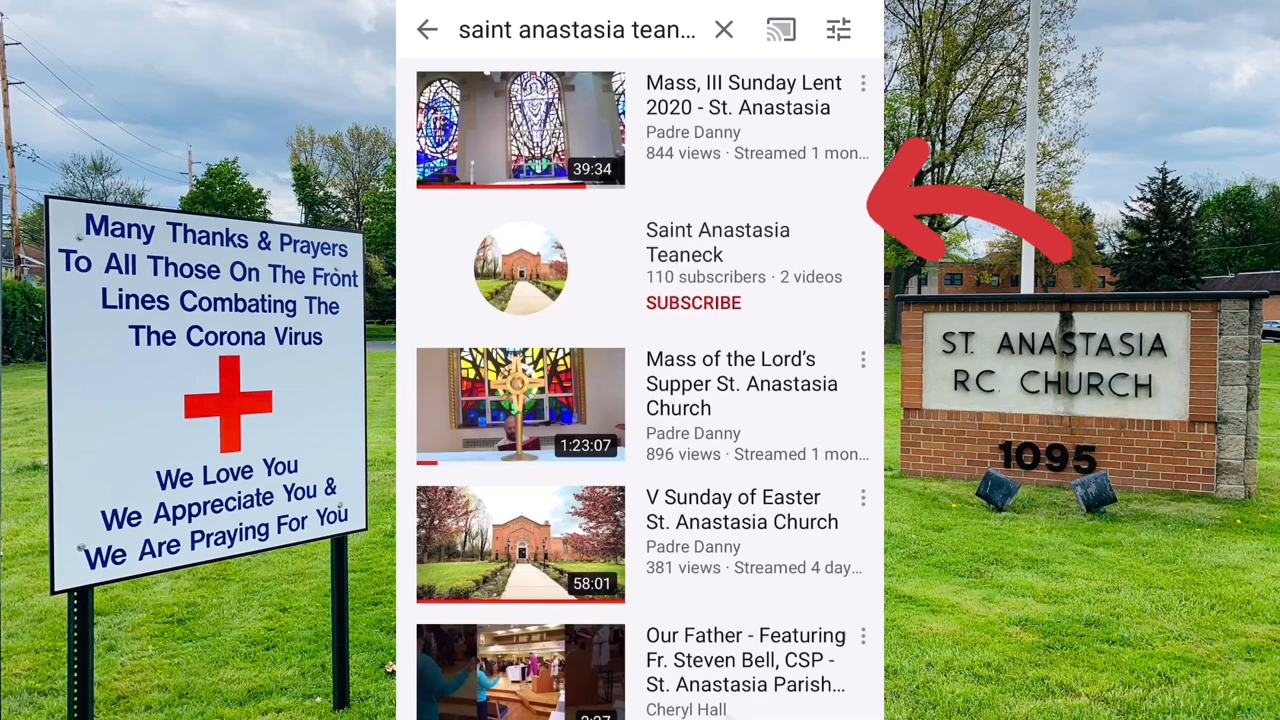 Many Thanks & Prayers
To All Those On The Front
Lines Combating The
The Corona Virus
We Love You
We Appreciate You &
We Are Praying For You
saint anastasia tean...
Mass, III Sunday Lent
2020 - St. Anastasia
Padre Danny
844 views · Streamed 1 mon...
39:34
Saint Anastasia
Teaneck
110 subscribers · 2 videos
SUBSCRIBE
Mass of the Lord’s
Supper St. Anastasia
Church
Padre Danny
896 views · Streamed 1 mon...
1:23:07
V Sunday of Easter
St. Anastasia Church
Padre Danny
381 views · Streamed 4 day...
58:01
Our Father - Featuring
Fr. Steven Bell, CSP -
St. Anastasia Parish...
Cheryl Hall
ST. ANASTASIA
R.C. CHURCH
1095